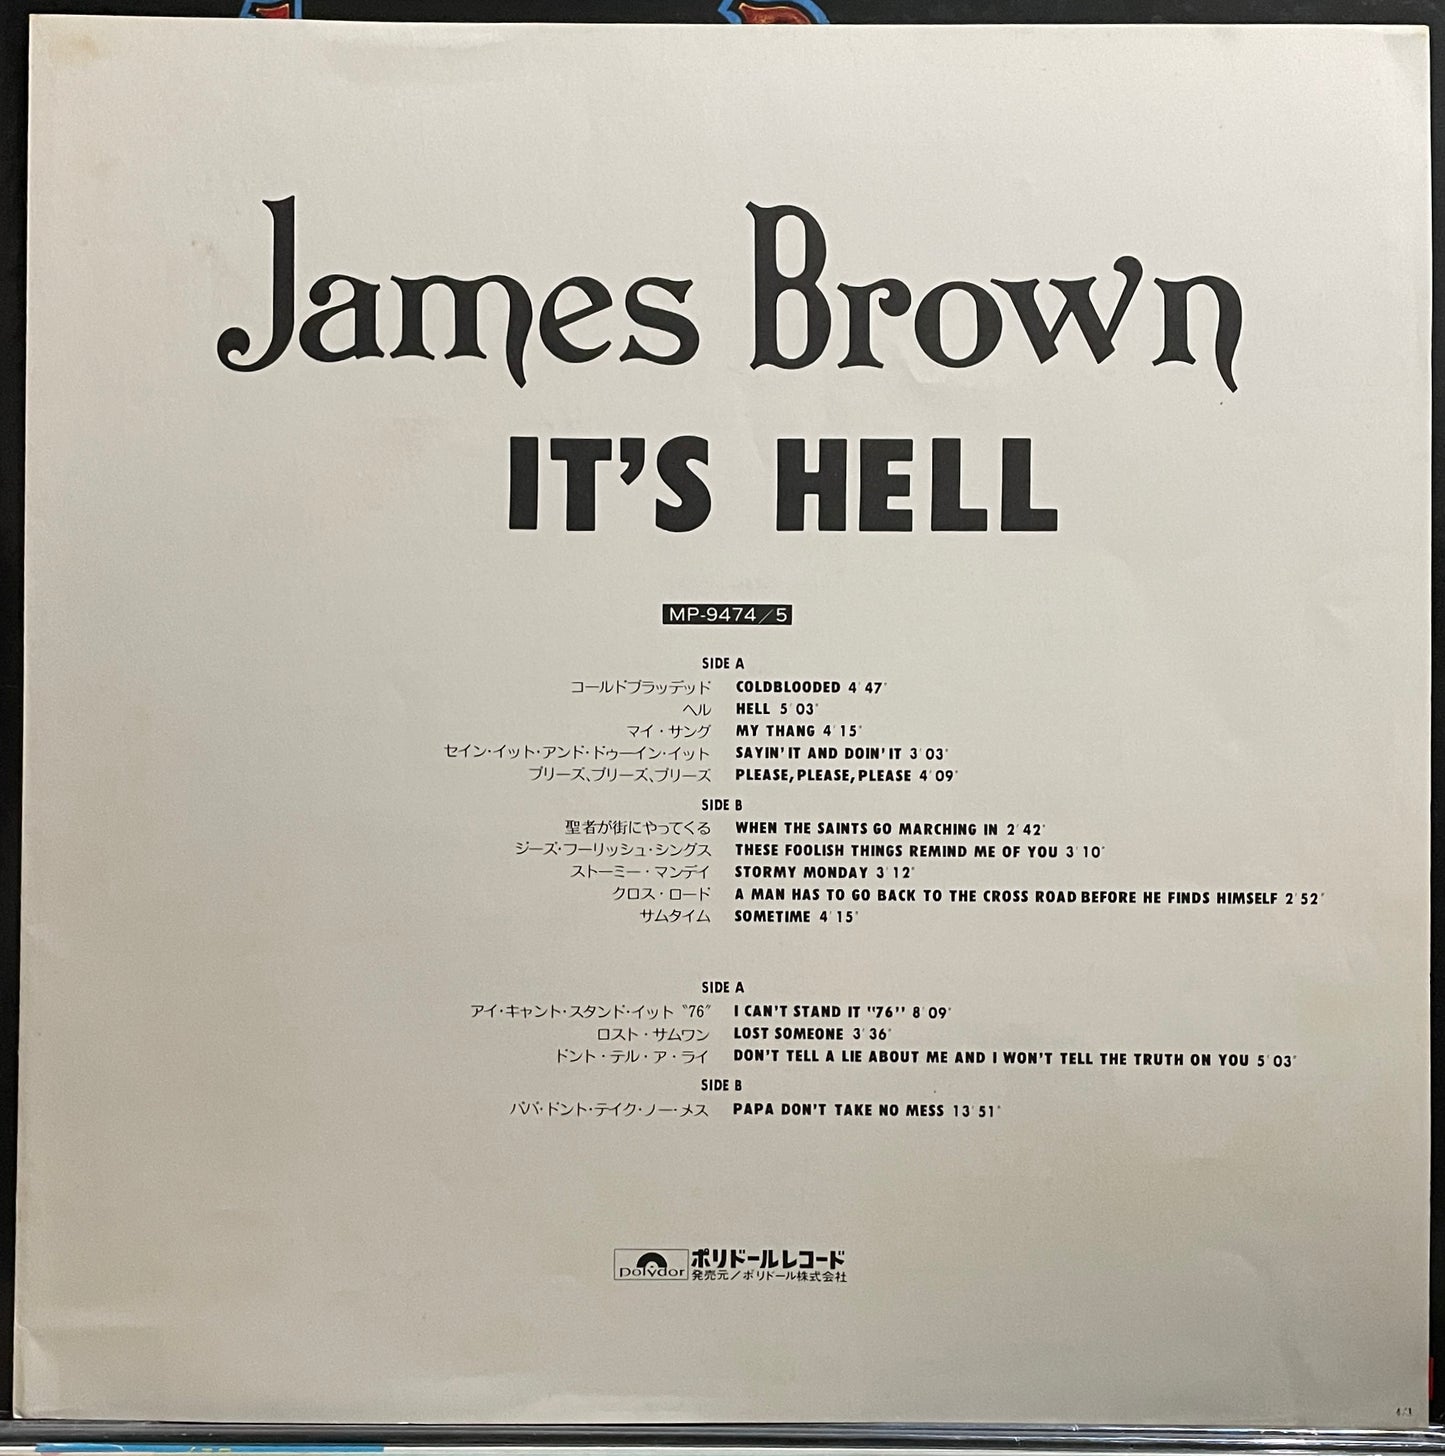 James Brown
IT'S HELL
MP-9474/5
SIDE A
コールドブラッデッド COLDBLOODED 4'47"
ヘル HELL 5'03"
マイ・サング MY THANG 4'15"
セイン・イット・アンド・ドゥーイン・イット SAYIN' IT AND DOIN' IT 3'03"
プリーズ、プリーズ、プリーズ PLEASE, PLEASE, PLEASE 4'09"
SIDE B
聖者が街にやってくる WHEN THE SAINTS GO MARCHING IN 2'42"
ジーズ・フーリッシュ・シングス THESE FOOLISH THINGS REMIND ME OF YOU 3'10"
ストーミー・マンデイ STORMY MONDAY 3'12"
クロス・ロード A MAN HAS TO GO BACK TO THE CROSS ROAD BEFORE HE FINDS HIMSELF 2'52"
サムタイム SOMETIME 4'15"
SIDE A
アイ・キャント・スタンド・イット "76" I CAN'T STAND IT "76" 8'09"
ロスト・サムワン LOST SOMEONE 3'36"
ドント・テル・ア・ライ DON'T TELL A LIE ABOUT ME AND I WON'T TELL THE TRUTH ON YOU 5'03"
SIDE B
パパ・ドント・テイク・ノー・メス PAPA DON'T TAKE NO MESS 13'51"
polydor ポリドールレコード
発売元/ポリドール株式会社